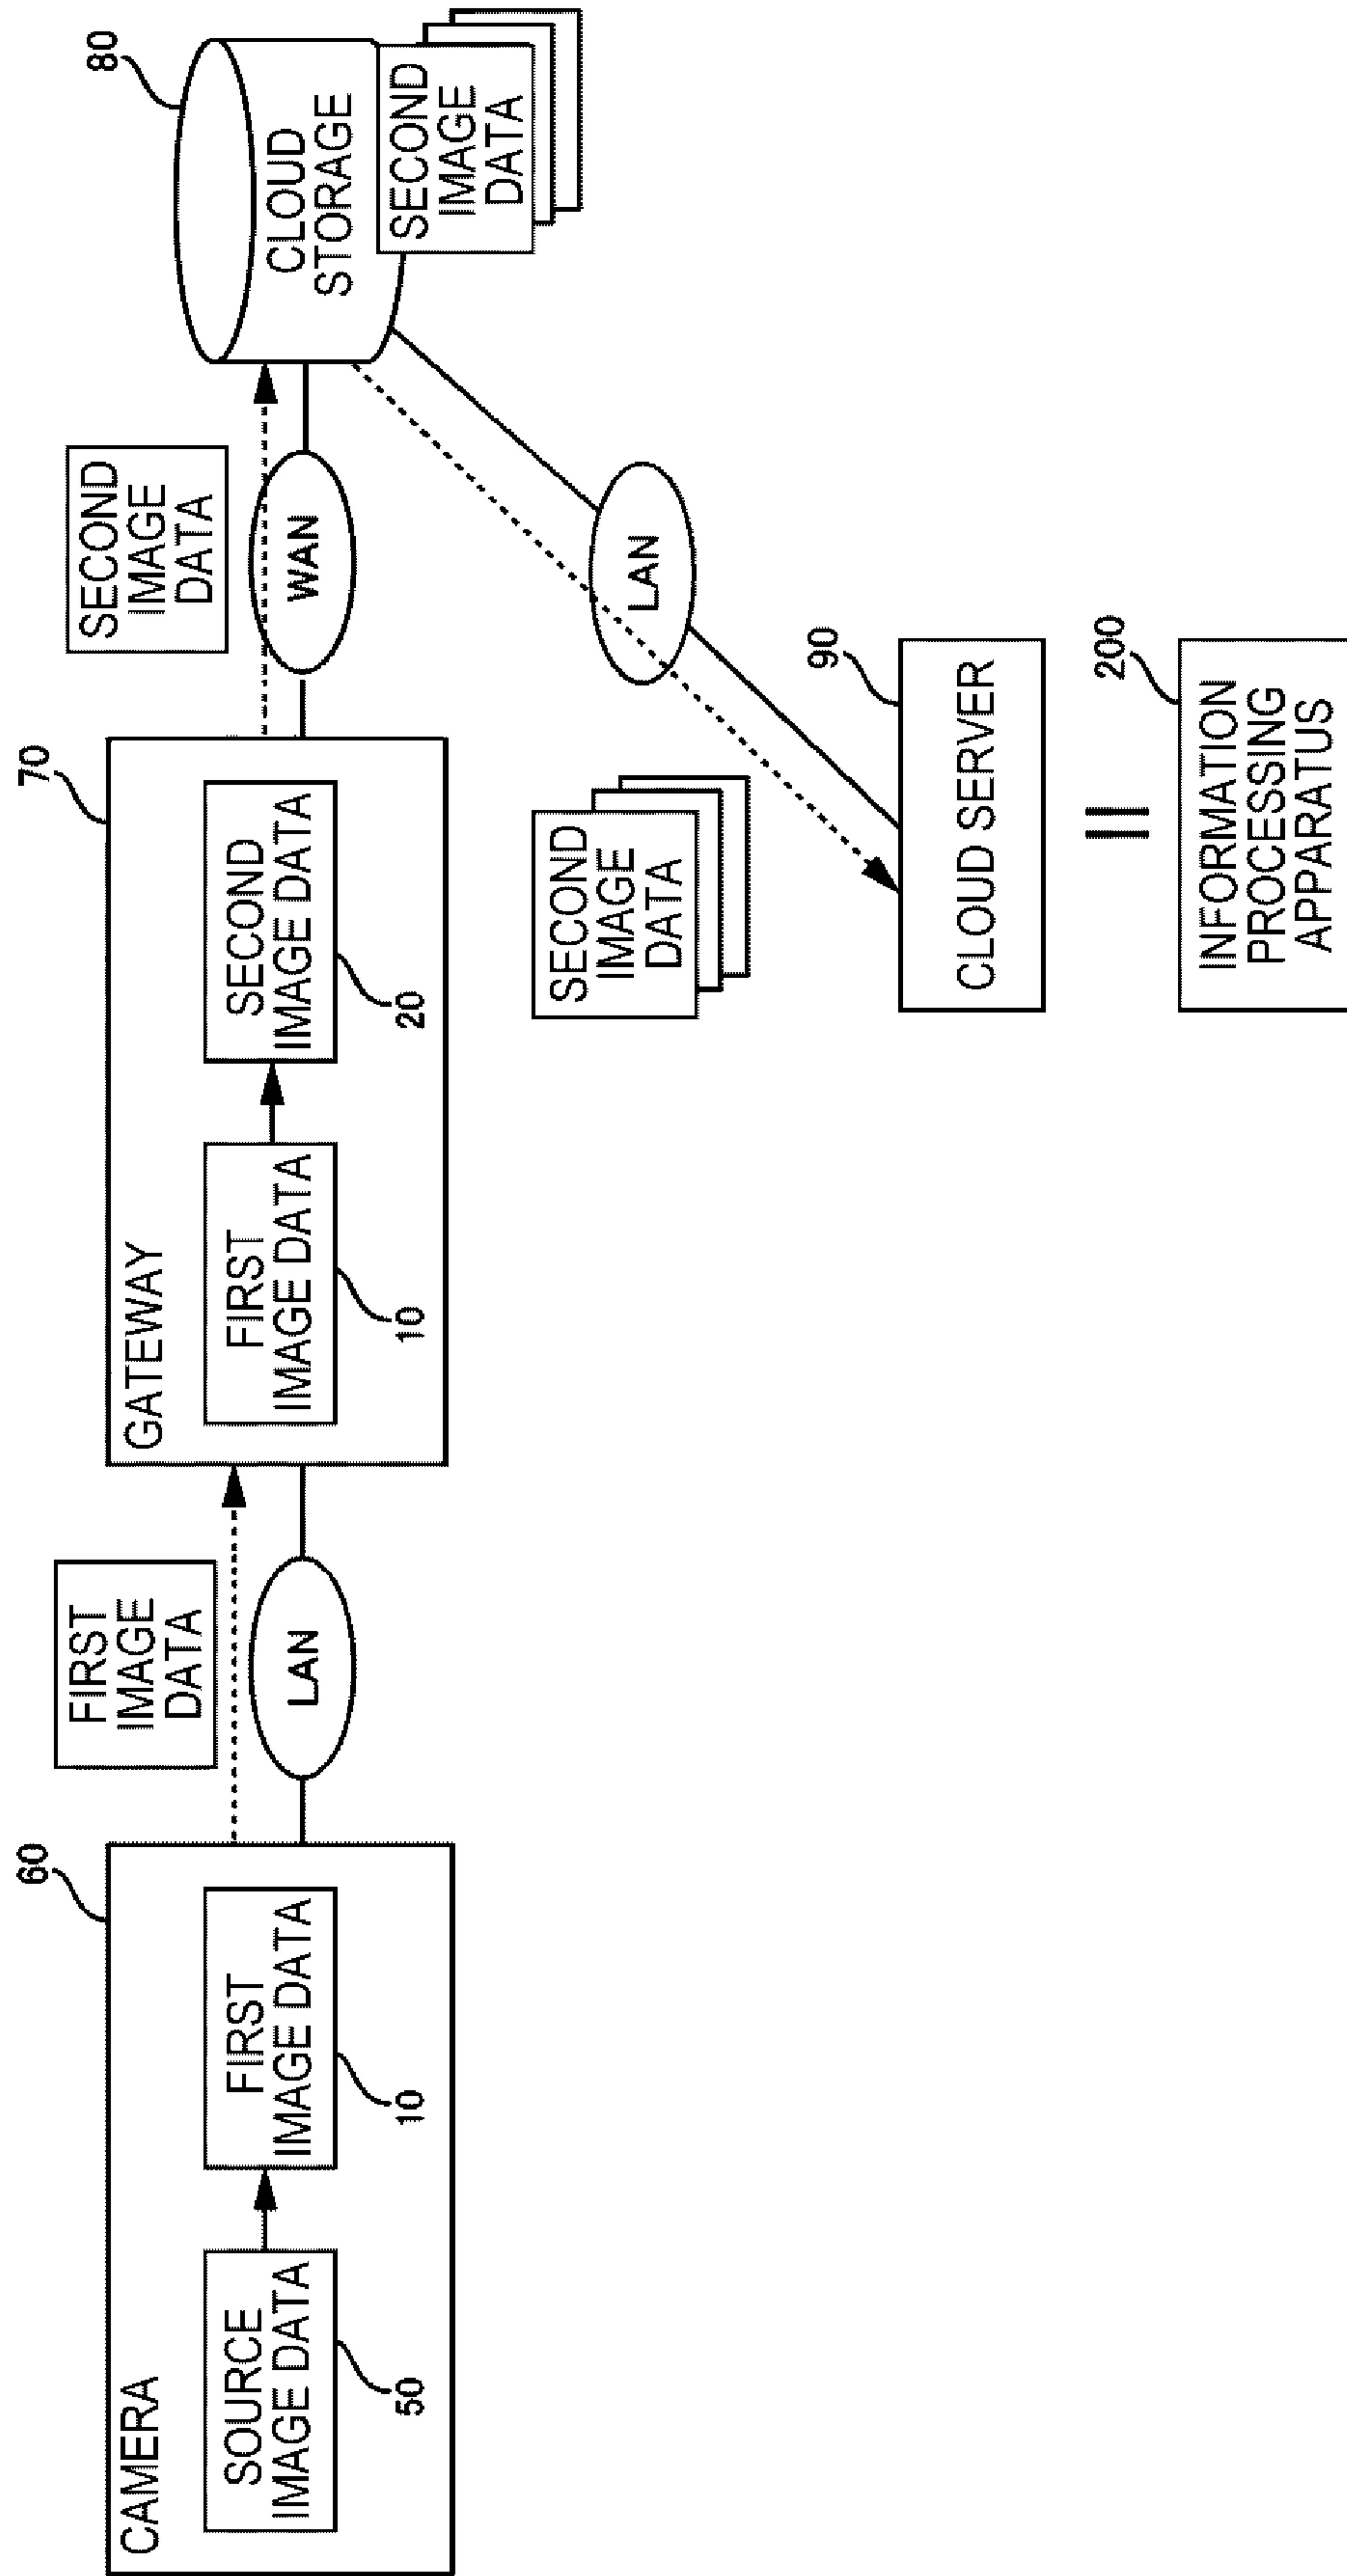 CAMERA
60
SOURCE
IMAGE DATA
50
FIRST
IMAGE DATA
10
FIRST
IMAGE
DATA
LAN
GATEWAY
70
FIRST
IMAGE DATA
10
SECOND
IMAGE DATA
20
SECOND
IMAGE
DATA
WAN
80
CLOUD
STORAGE
SECOND
IMAGE
DATA
LAN
SECOND
IMAGE
DATA
90
CLOUD SERVER
200
INFORMATION
PROCESSING
APPARATUS